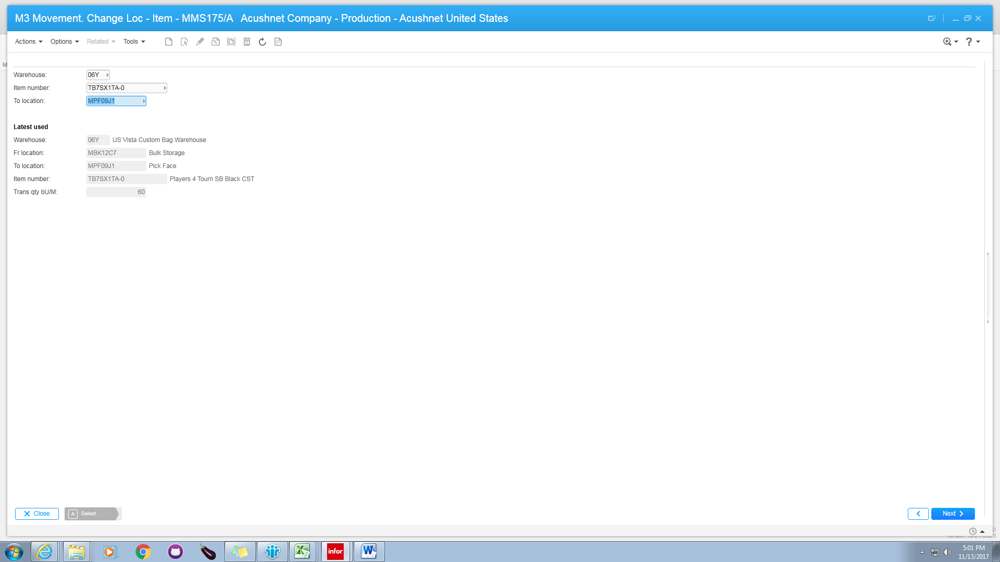 M3 Movement. Change Loc - Item - MMS175/A   Acushnet Company - Production - Acushnet United States
Actions Options Related Tools ?
M
Warehouse: 06Y
Item number: TB7SX1TA-0
To location: MPF09J1
Latest used
Warehouse: 06Y US Vista Custom Bag Warehouse
Fr location: MBK12C7 Bulk Storage
To location: MPF09J1 Pick Face
Item number: TB7SX1TA-0 Players 4 Tourn SB Black CST
Trans qty bU/M: 60
Close A Select Next
infor
5:01 PM
11/13/2017